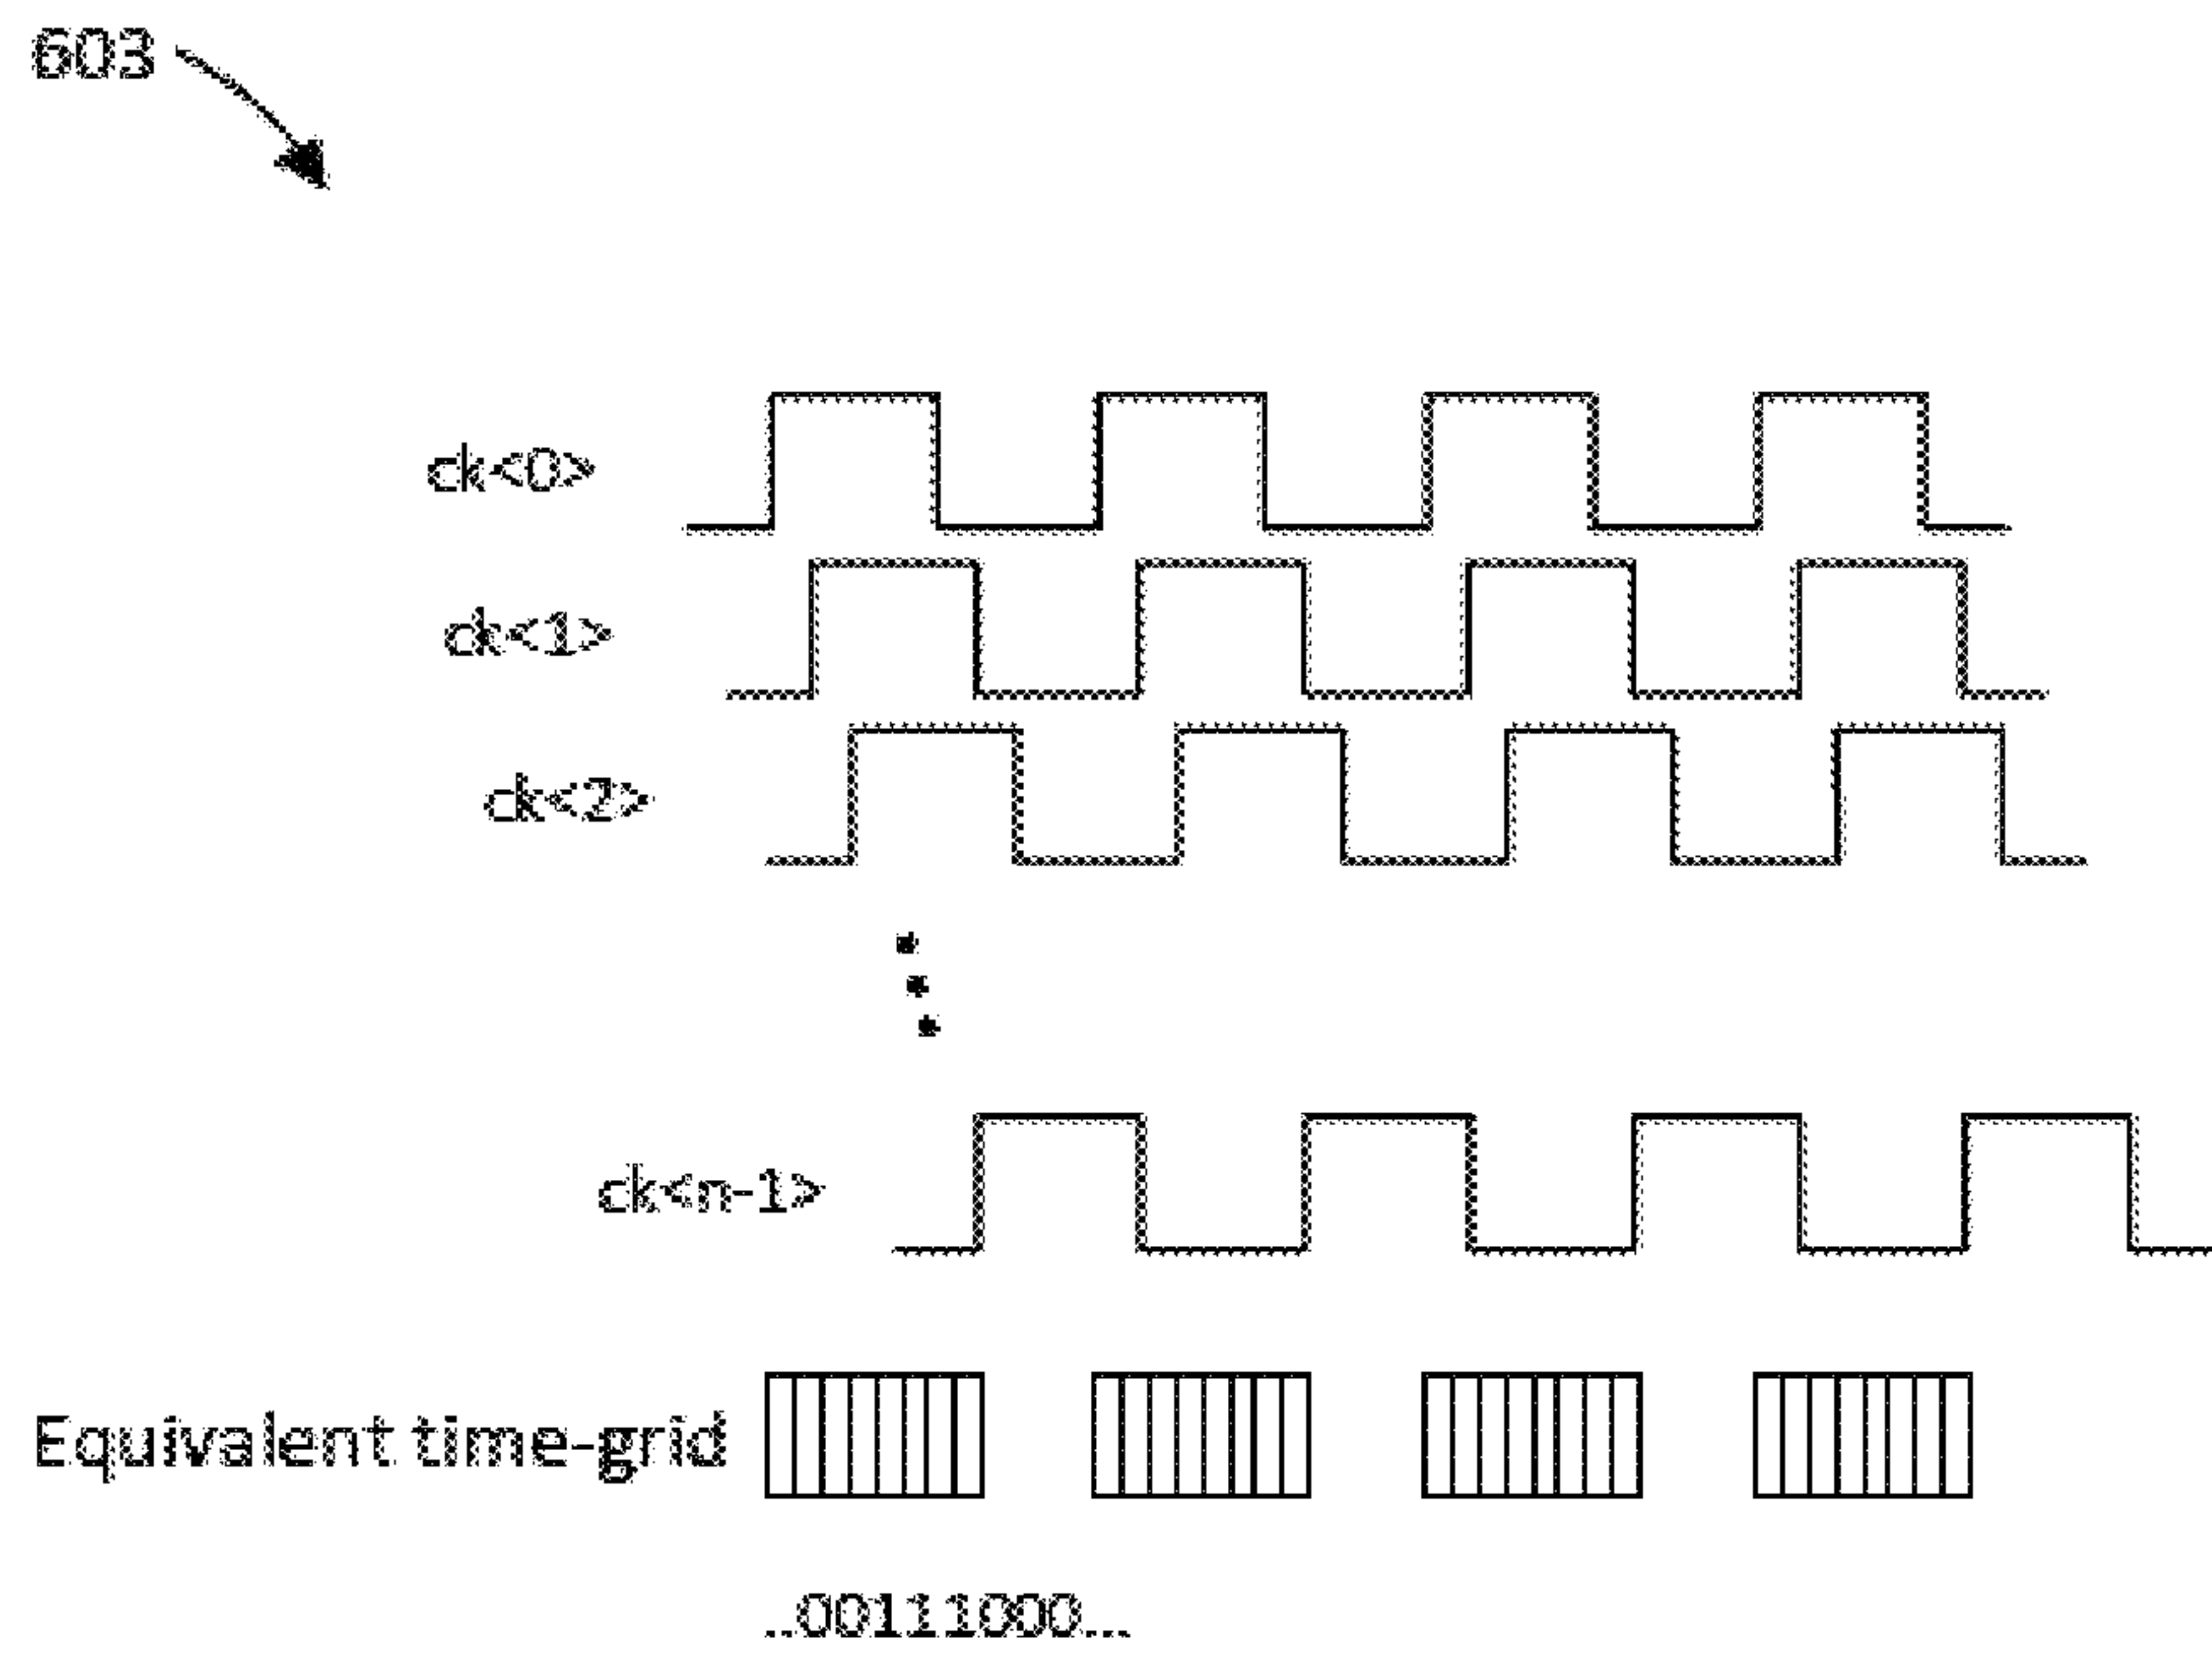 603
ck<0>
ck<1>
ck<2>
ck<n-1>
Equivalent time-grid
...00111000...